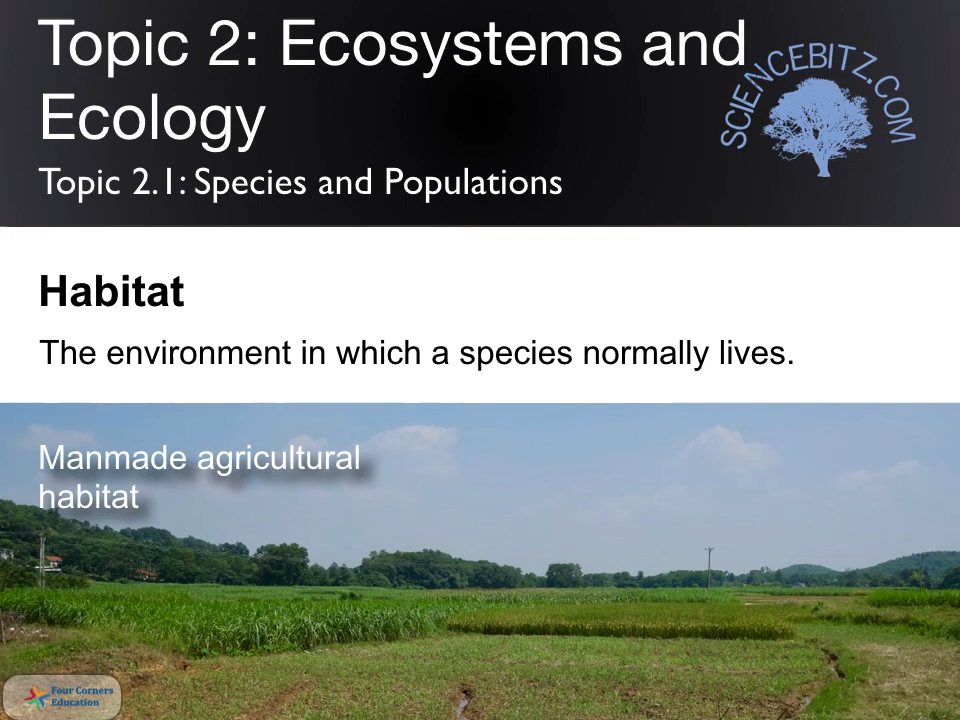 Topic 2: Ecosystems and
Ecology
SCIENCEBITZ.COM
Topic 2.1: Species and Populations
Habitat
The environment in which a species normally lives.
Manmade agricultural
habitat
Four Corners
Education